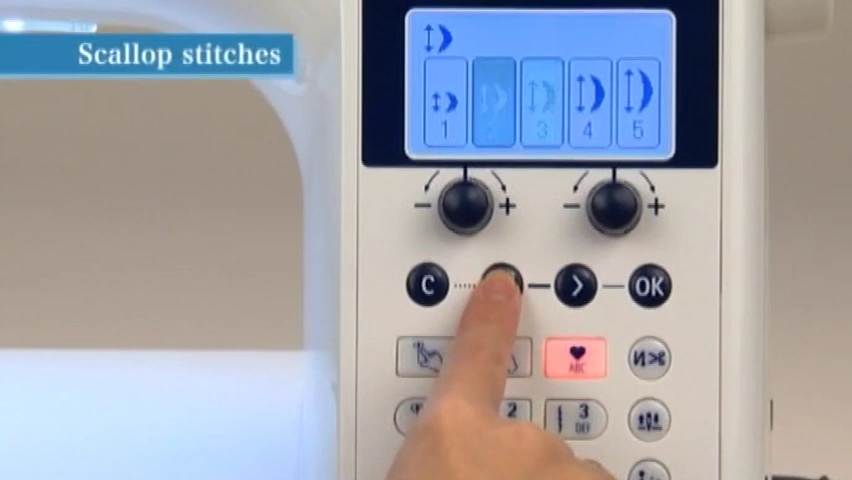 Scallop stitches
1 2 3 4 5
- + - +
C > OK
ABC
2 3
DEF